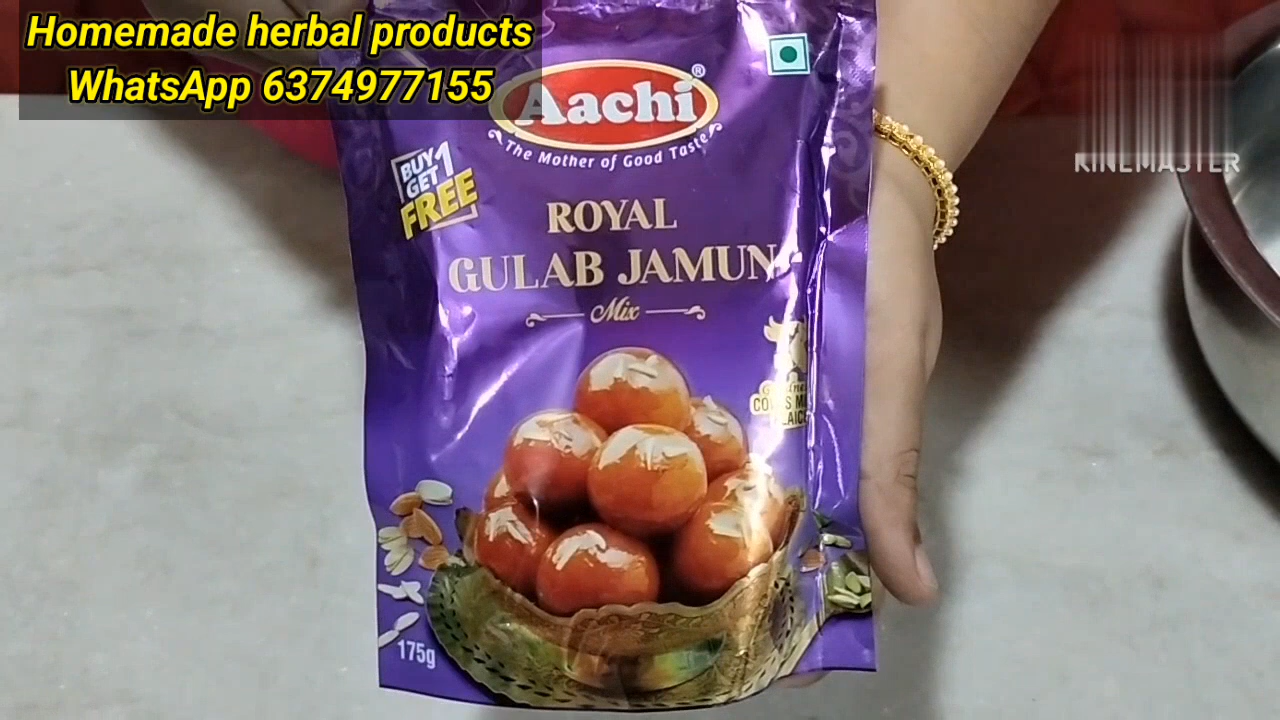 Homemade herbal products
WhatsApp 6374977155
KINEMASTER
Aachi®
The Mother of Good Taste
BUY 1
GET
FREE
ROYAL
GULAB JAMUN
Mix
175g